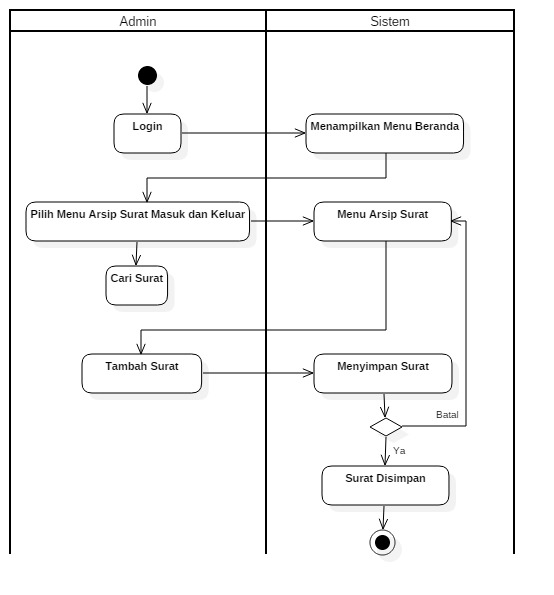 Admin
Sistem
Login
Menampilkan Menu Beranda
Pilih Menu Arsip Surat Masuk dan Keluar
Menu Arsip Surat
Cari Surat
Tambah Surat
Menyimpan Surat
Batal
Ya
Surat Disimpan